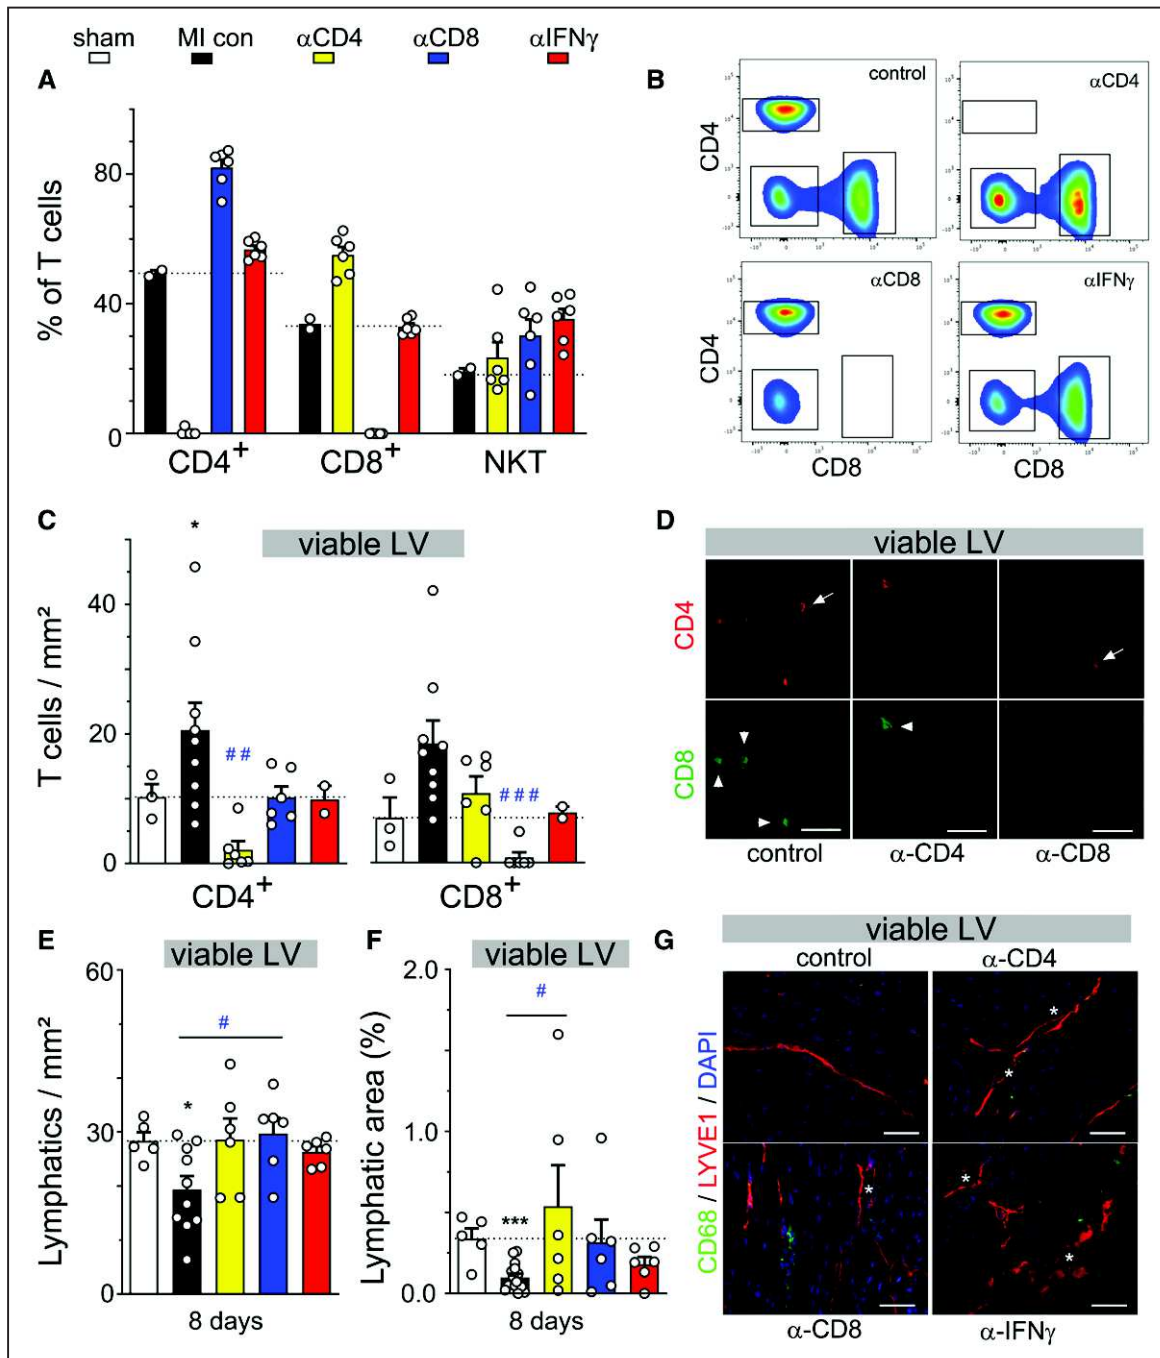 sham MI con αCD4 αCD8 αIFNγ
A
% of T cells
80
40
0
CD4+ CD8+ NKT
B
control αCD4
CD4
αCD8 αIFNγ
CD4
CD8 CD8
C
viable LV
*
T cells / mm²
40
20
0
##
###
CD4+ CD8+
D
viable LV
CD4
CD8
control α-CD4 α-CD8
E
viable LV
Lymphatics / mm²
60
30
0
#
*
8 days
F
viable LV
Lymphatic area (%)
2.0
1.0
0.0
#
***
8 days
G
viable LV
control α-CD4
CD68 / LYVE1 / DAPI
*
*
*
*
*
α-CD8 α-IFNγ